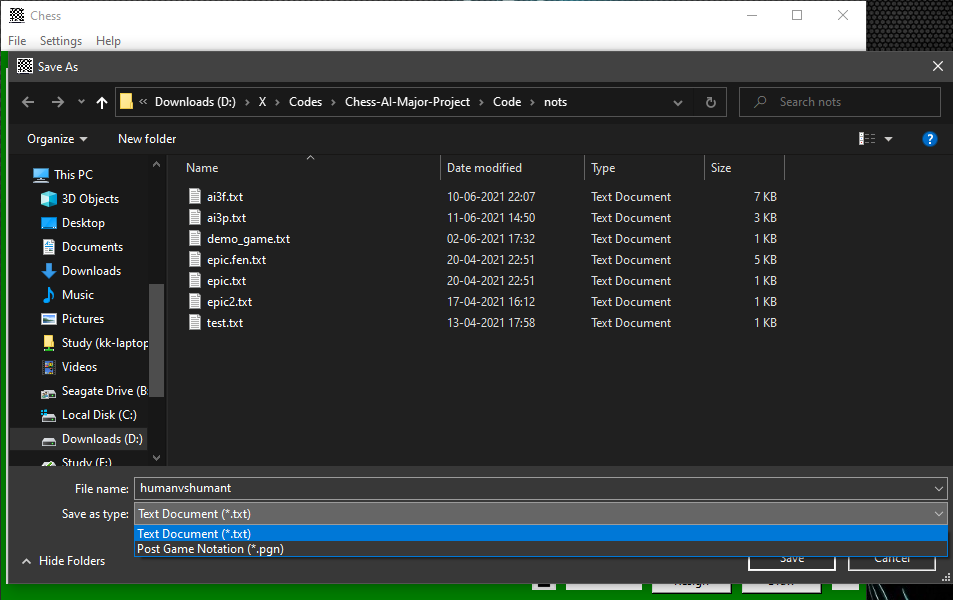 Chess
File Settings Help
Save As
« Downloads (D:) › X › Codes › Chess-AI-Major-Project › Code › nots
Search nots
Organize New folder
?
Name Date modified Type Size
This PC
3D Objects
Desktop
Documents
Downloads
Music
Pictures
Study (kk-laptop
Videos
Seagate Drive (B:
Local Disk (C:)
Downloads (D:)
Study (F:)
ai3f.txt 10-06-2021 22:07 Text Document 7 KB
ai3p.txt 11-06-2021 14:50 Text Document 3 KB
demo_game.txt 02-06-2021 17:32 Text Document 1 KB
epic.fen.txt 20-04-2021 22:51 Text Document 5 KB
epic.txt 20-04-2021 22:51 Text Document 1 KB
epic2.txt 17-04-2021 16:12 Text Document 1 KB
test.txt 13-04-2021 17:58 Text Document 1 KB
File name: humanvshumant
Save as type: Text Document (*.txt)
Text Document (*.txt)
Post Game Notation (*.pgn)
Hide Folders
Save Cancel